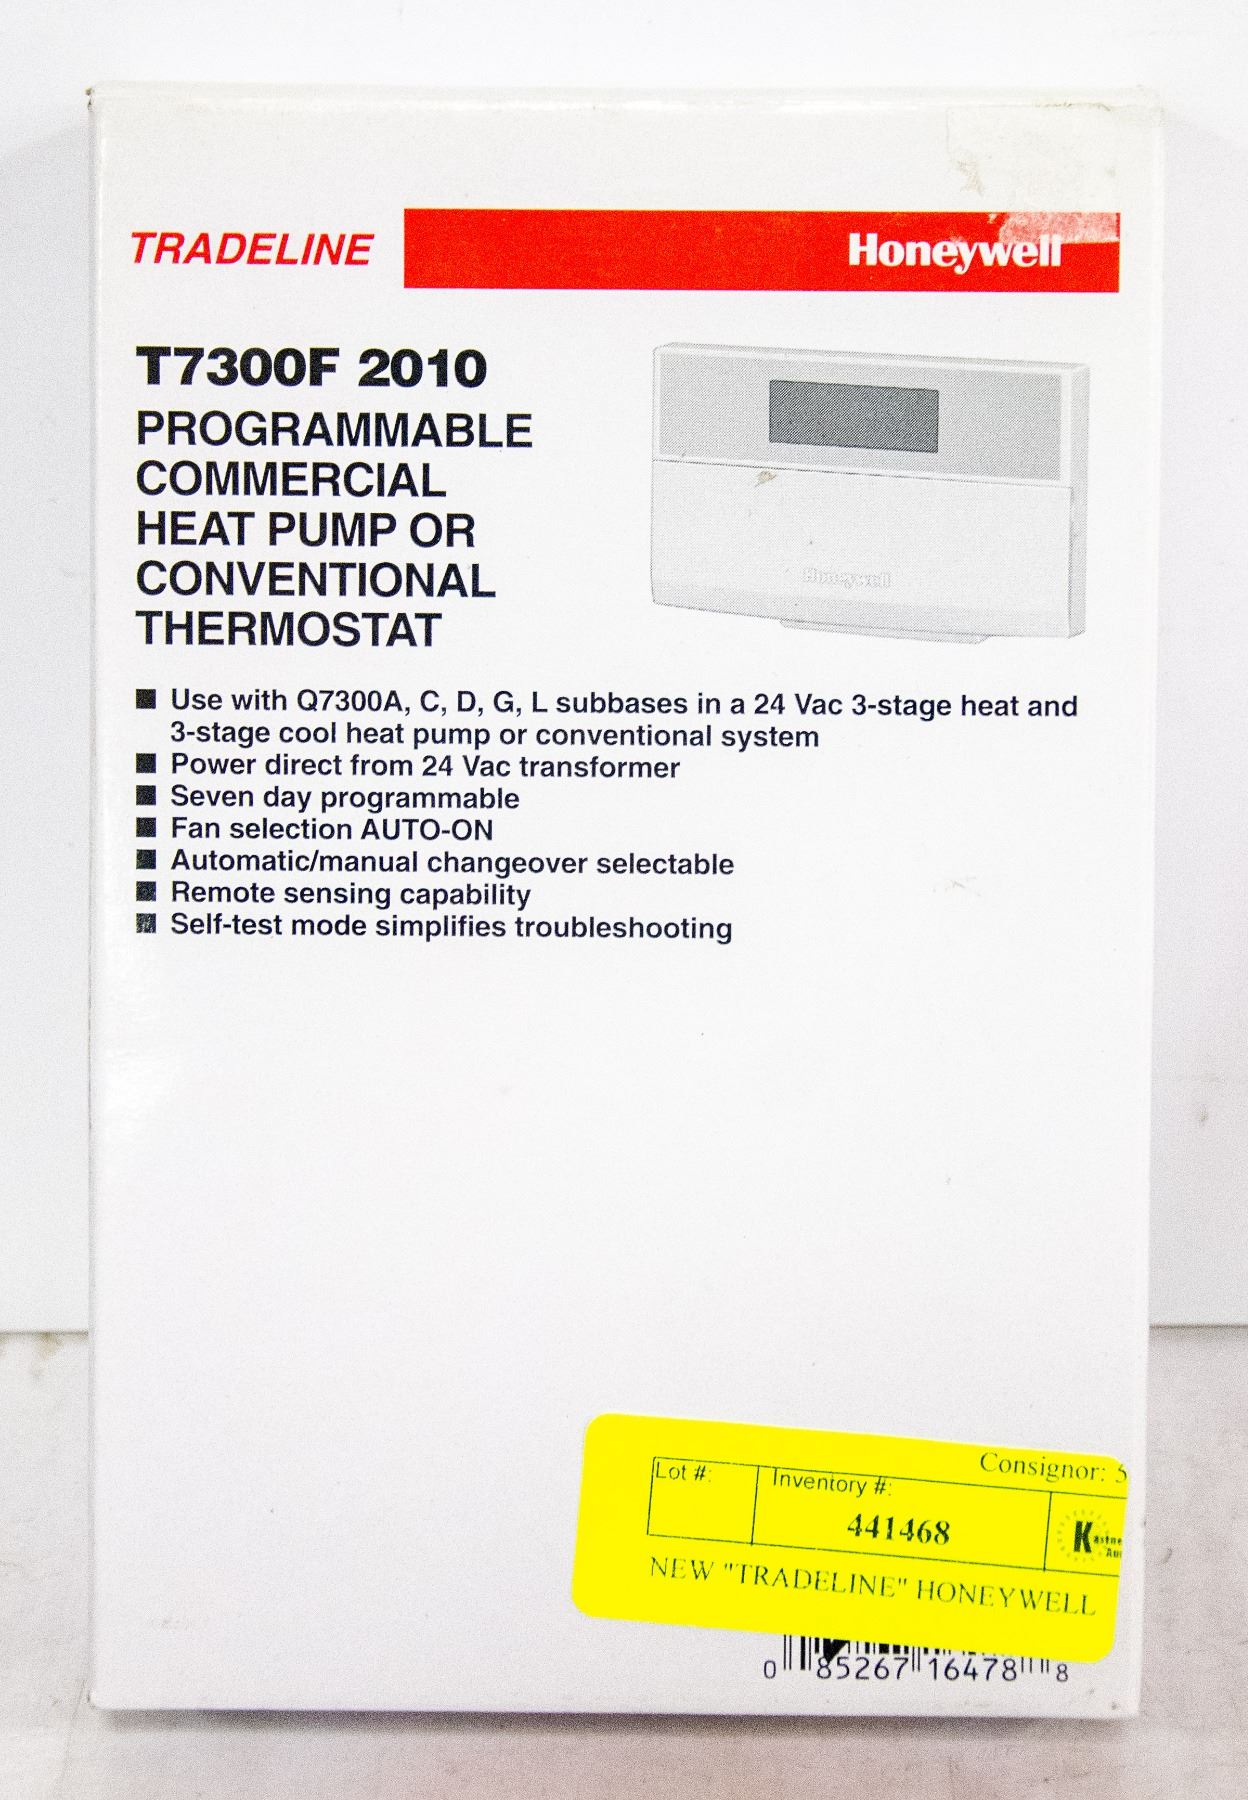 TRADELINE
Honeywell
T7300F 2010
PROGRAMMABLE
COMMERCIAL
HEAT PUMP OR
CONVENTIONAL
THERMOSTAT
Honeywell
■ Use with Q7300A, C, D, G, L subbases in a 24 Vac 3-stage heat and
3-stage cool heat pump or conventional system
■ Power direct from 24 Vac transformer
■ Seven day programmable
■ Fan selection AUTO-ON
■ Automatic/manual changeover selectable
■ Remote sensing capability
■ Self-test mode simplifies troubleshooting
Consignor: 5
Lot #:
Inventory #:
441468
NEW "TRADELINE" HONEYWELL
0 85267 16478 8